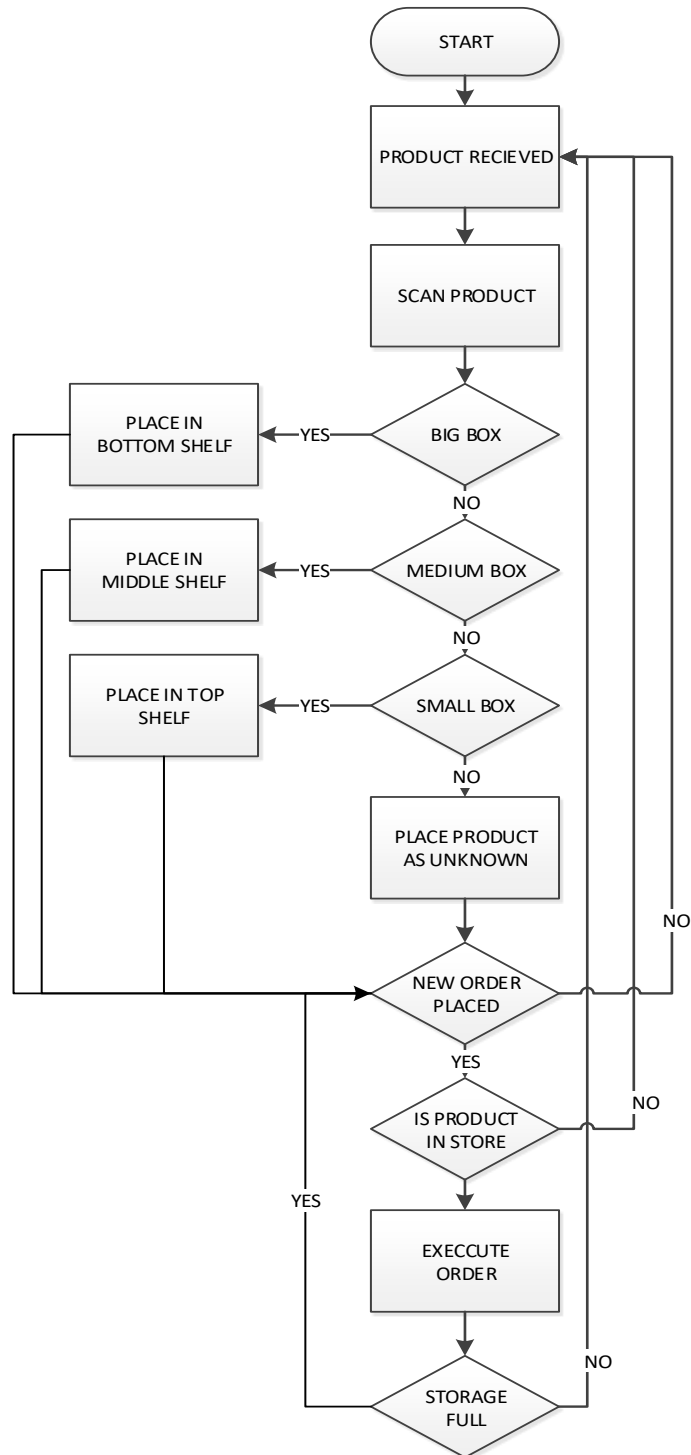 START
PRODUCT RECIEVED
SCAN PRODUCT
PLACE IN
BOTTOM SHELF
YES
BIG BOX
NO
PLACE IN
MIDDLE SHELF
YES
MEDIUM BOX
NO
PLACE IN TOP
SHELF
YES
SMALL BOX
NO
PLACE PRODUCT
AS UNKNOWN
NO
NEW ORDER
PLACED
YES
IS PRODUCT
IN STORE
NO
YES
EXECCUTE
ORDER
NO
STORAGE
FULL